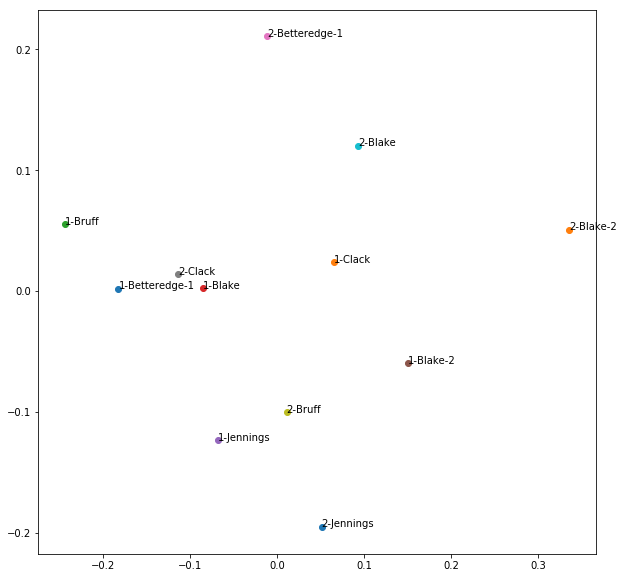 2-Betteredge-1
0.2
2-Blake
0.1
1-Bruff
2-Blake-2
1-Clack
2-Clack
1-Betteredge-1
1-Blake
0.0
1-Blake-2
2-Bruff
−0.1
1-Jennings
2-Jennings
−0.2
−0.2 −0.1 0.0 0.1 0.2 0.3